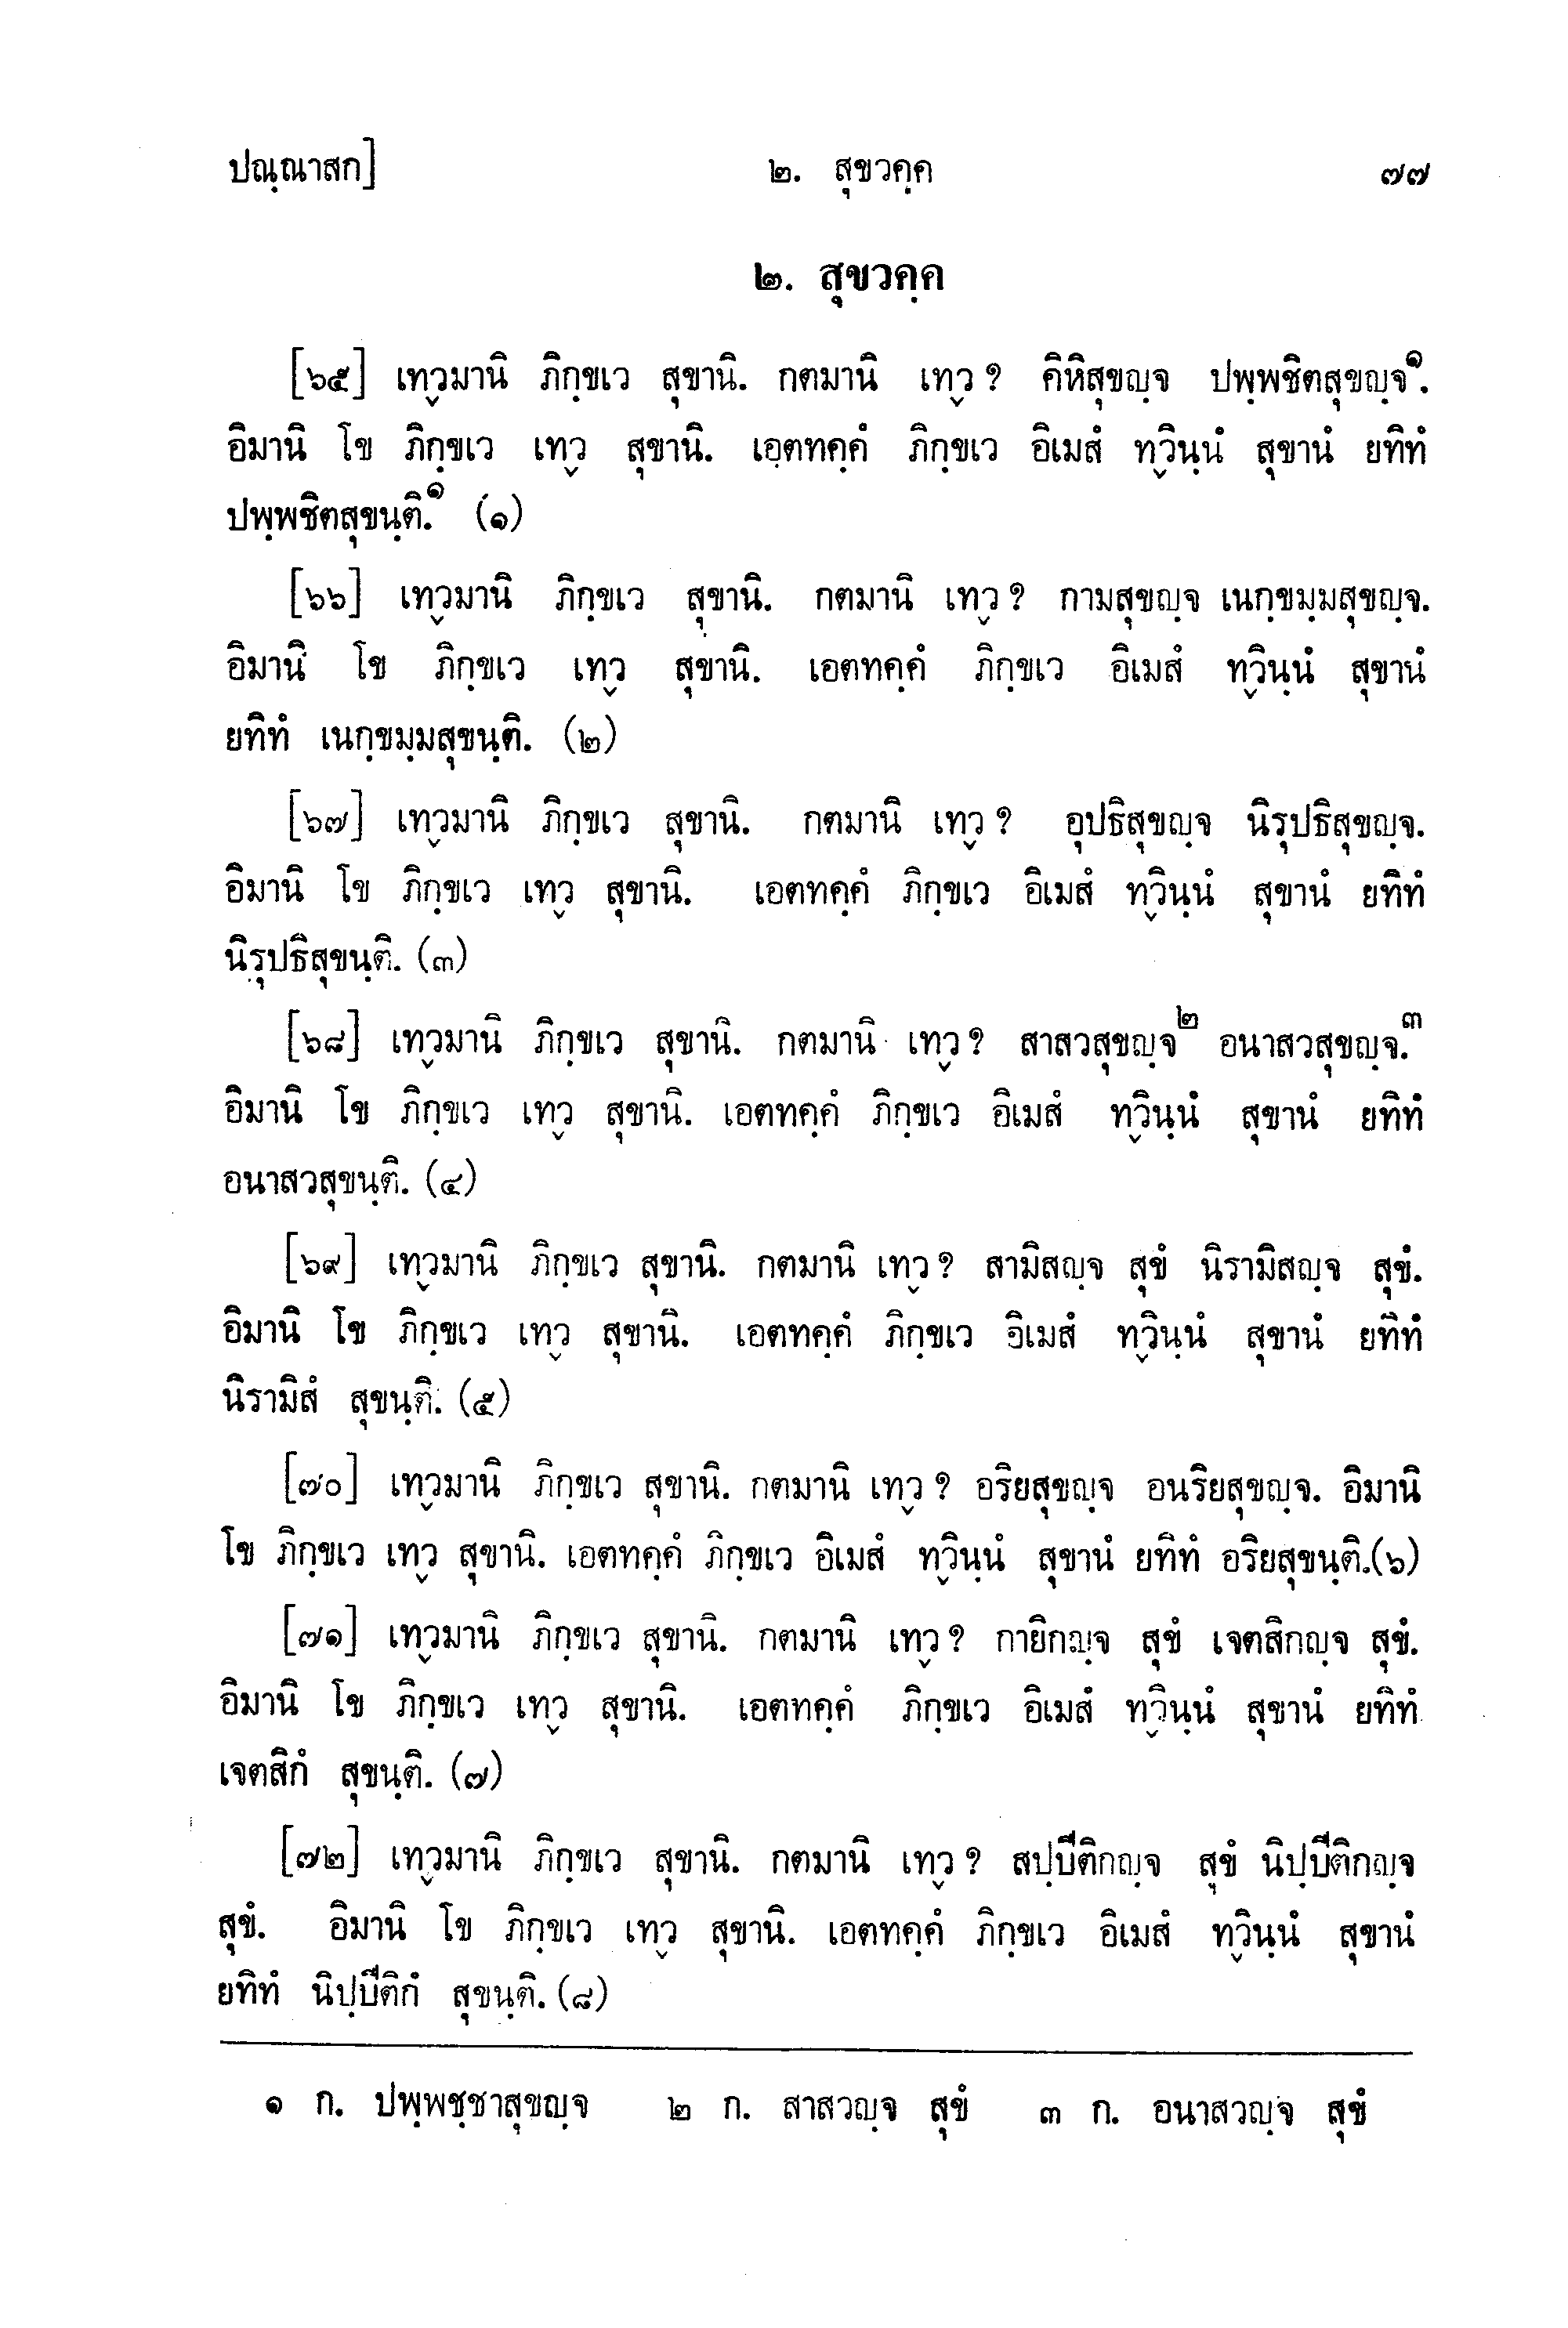 ปณฺณาสก] ๒. สุขวคฺค ๗๗
๒. สุขวคฺค
[๖๕] เทฺวมานิ ภิกฺขเว สุขานิ. กตมานิ เทฺว ? คิหิสุขญฺจ ปพฺพชิตสุขญฺจ๑.
อิมานิ โข ภิกฺขเว เทฺว สุขานิ. เอตทคฺคํ ภิกฺขเว อิเมสํ ทฺวินฺนํ สุขานํ ยทิทํ
ปพฺพชิตสุขนฺติ.๑ (๑)
[๖๖] เทฺวมานิ ภิกฺขเว สุขานิ. กตมานิ เทฺว ? กามสุขญฺจ เนกฺขมฺมสุขญฺจ.
อิมานิ โข ภิกฺขเว เทฺว สุขานิ. เอตทคฺคํ ภิกฺขเว อิเมสํ ทฺวินฺนํ สุขานํ
ยทิทํ เนกฺขมฺมสุขนฺติ. (๒)
[๖๗] เทฺวมานิ ภิกฺขเว สุขานิ. กตมานิ เทฺว ? อุปธิสุขญฺจ นิรุปธิสุขญฺจ.
อิมานิ โข ภิกฺขเว เทฺว สุขานิ. เอตทคฺคํ ภิกฺขเว อิเมสํ ทฺวินฺนํ สุขานํ ยทิทํ
นิรุปธิสุขนฺติ. (๓)
[๖๘] เทฺวมานิ ภิกฺขเว สุขานิ. กตมานิ เทฺว ? สาสวสุขญฺจ๒ อนาสวสุขญฺจ.๓
อิมานิ โข ภิกฺขเว เทฺว สุขานิ. เอตทคฺคํ ภิกฺขเว อิเมสํ ทฺวินฺนํ สุขานํ ยทิทํ
อนาสวสุขนฺติ. (๔)
[๖๙] เทฺวมานิ ภิกฺขเว สุขานิ. กตมานิ เทฺว ? สามิสญฺจ สุขํ นิรามิสญฺจ สุขํ.
อิมานิ โข ภิกฺขเว เทฺว สุขานิ. เอตทคฺคํ ภิกฺขเว อิเมสํ ทฺวินฺนํ สุขานํ ยทิทํ
นิรามิสํ สุขนฺติ. (๕)
[๗๐] เทฺวมานิ ภิกฺขเว สุขานิ. กตมานิ เทฺว ? อริยสุขญฺจ อนริยสุขญฺจ. อิมานิ
โข ภิกฺขเว เทฺว สุขานิ. เอตทคฺคํ ภิกฺขเว อิเมสํ ทฺวินฺนํ สุขานํ ยทิทํ อริยสุขนฺติ.(๖)
[๗๑] เทฺวมานิ ภิกฺขเว สุขานิ. กตมานิ เทฺว ? กายิกญฺจ สุขํ เจตสิกญฺจ สุขํ.
อิมานิ โข ภิกฺขเว เทฺว สุขานิ. เอตทคฺคํ ภิกฺขเว อิเมสํ ทฺวินฺนํ สุขานํ ยทิทํ
เจตสิกํ สุขนฺติ. (๗)
[๗๒] เทฺวมานิ ภิกฺขเว สุขานิ. กตมานิ เทฺว ? สปฺปีติกญฺจ สุขํ นิปฺปีติกญฺจ
สุขํ. อิมานิ โข ภิกฺขเว เทฺว สุขานิ. เอตทคฺคํ ภิกฺขเว อิเมสํ ทฺวินฺนํ สุขานํ
ยทิทํ นิปฺปีติกํ สุขนฺติ. (๘)
๑ ก. ปพฺพชฺชาสุขญฺจ ๒ ก. สาสวญฺจ สุขํ ๓ ก. อนาสวญฺจ สุขํ